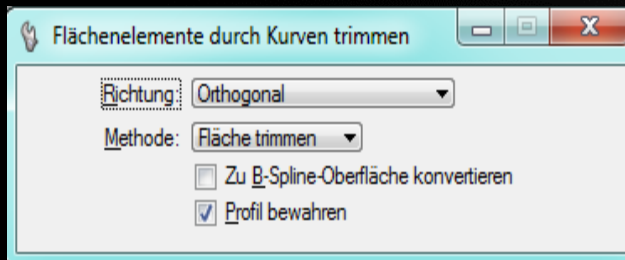 Flächenelemente durch Kurven trimmen
Richtung: Orthogonal
Methode: Fläche trimmen
Zu B-Spline-Oberfläche konvertieren
Profil bewahren